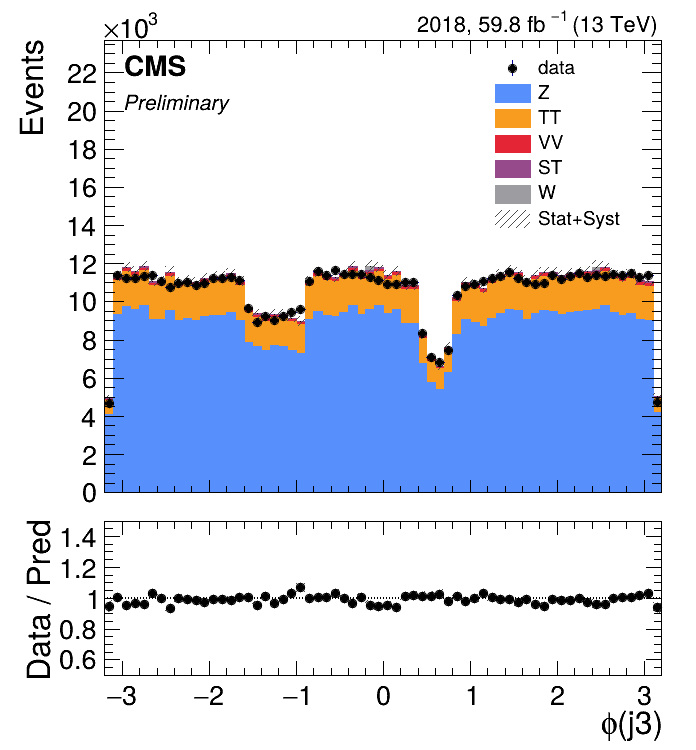 ×10³ 2018, 59.8 fb⁻¹ (13 TeV)
Events
CMS
Preliminary
data
Z
TT
VV
ST
W
Stat+Syst
22
20
18
16
14
12
10
8
6
4
2
0
Data / Pred
1.4
1.2
1
0.8
0.6
−3 −2 −1 0 1 2 3
ϕ(j3)